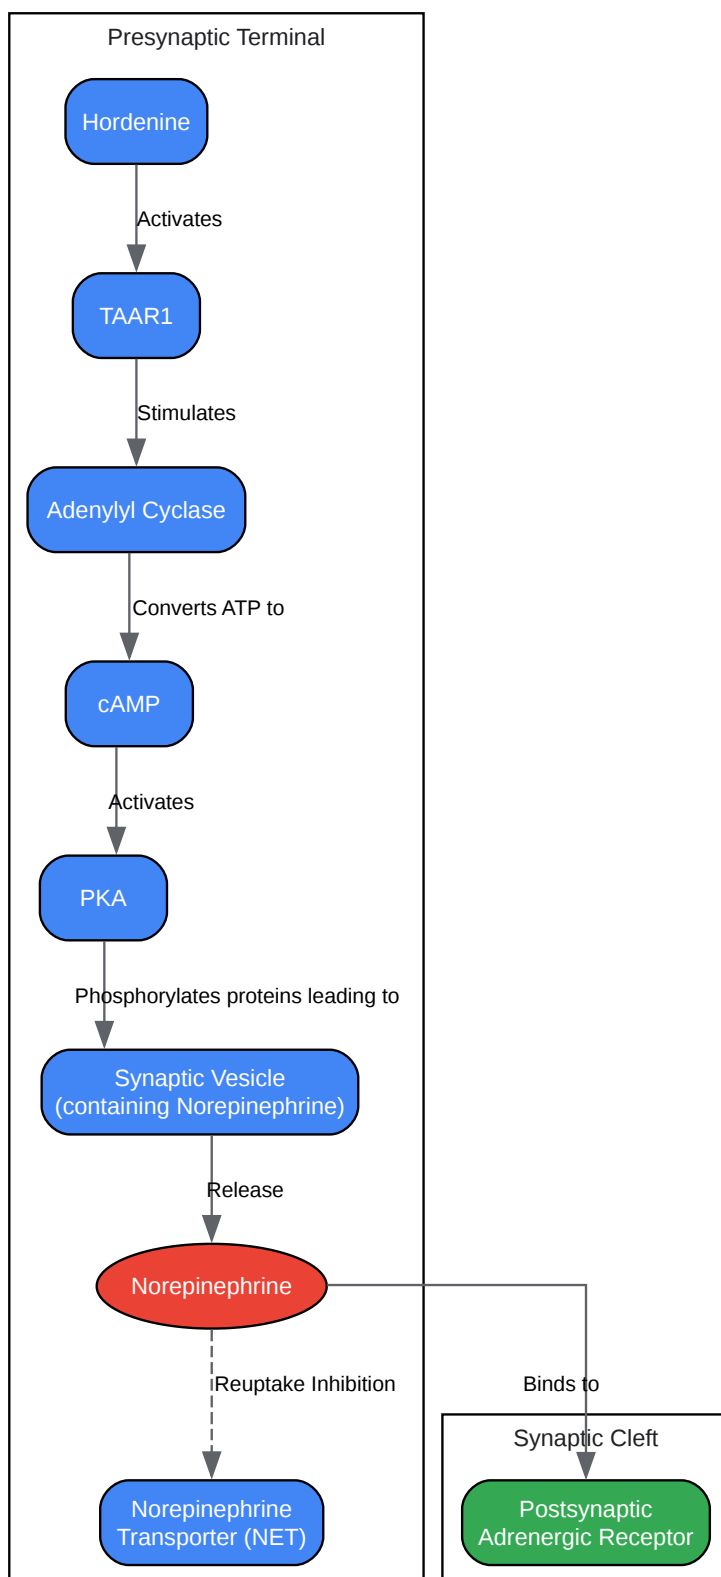 Presynaptic Terminal
Hordenine
Activates
TAAR1
Stimulates
Adenylyl Cyclase
Converts ATP to
cAMP
Activates
PKA
Phosphorylates proteins leading to
Synaptic Vesicle
(containing Norepinephrine)
Release
Norepinephrine
Reuptake Inhibition
Binds to
Synaptic Cleft
Norepinephrine
Transporter (NET)
Postsynaptic
Adrenergic Receptor